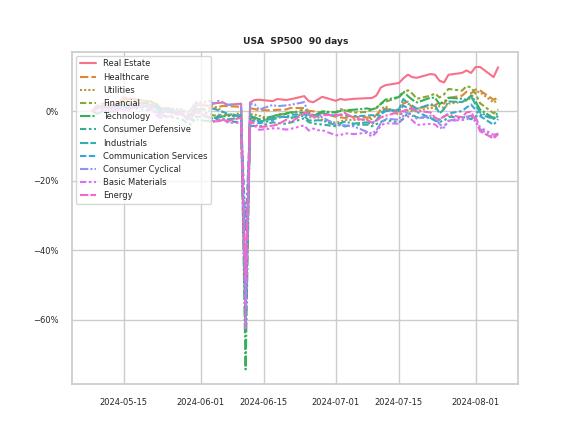 USA SP500 90 days
Real Estate
Healthcare
Utilities
Financial
Technology
Consumer Defensive
Industrials
Communication Services
Consumer Cyclical
Basic Materials
Energy
0%
−20%
−40%
−60%
2024-05-15 2024-06-01 2024-06-15 2024-07-01 2024-07-15 2024-08-01